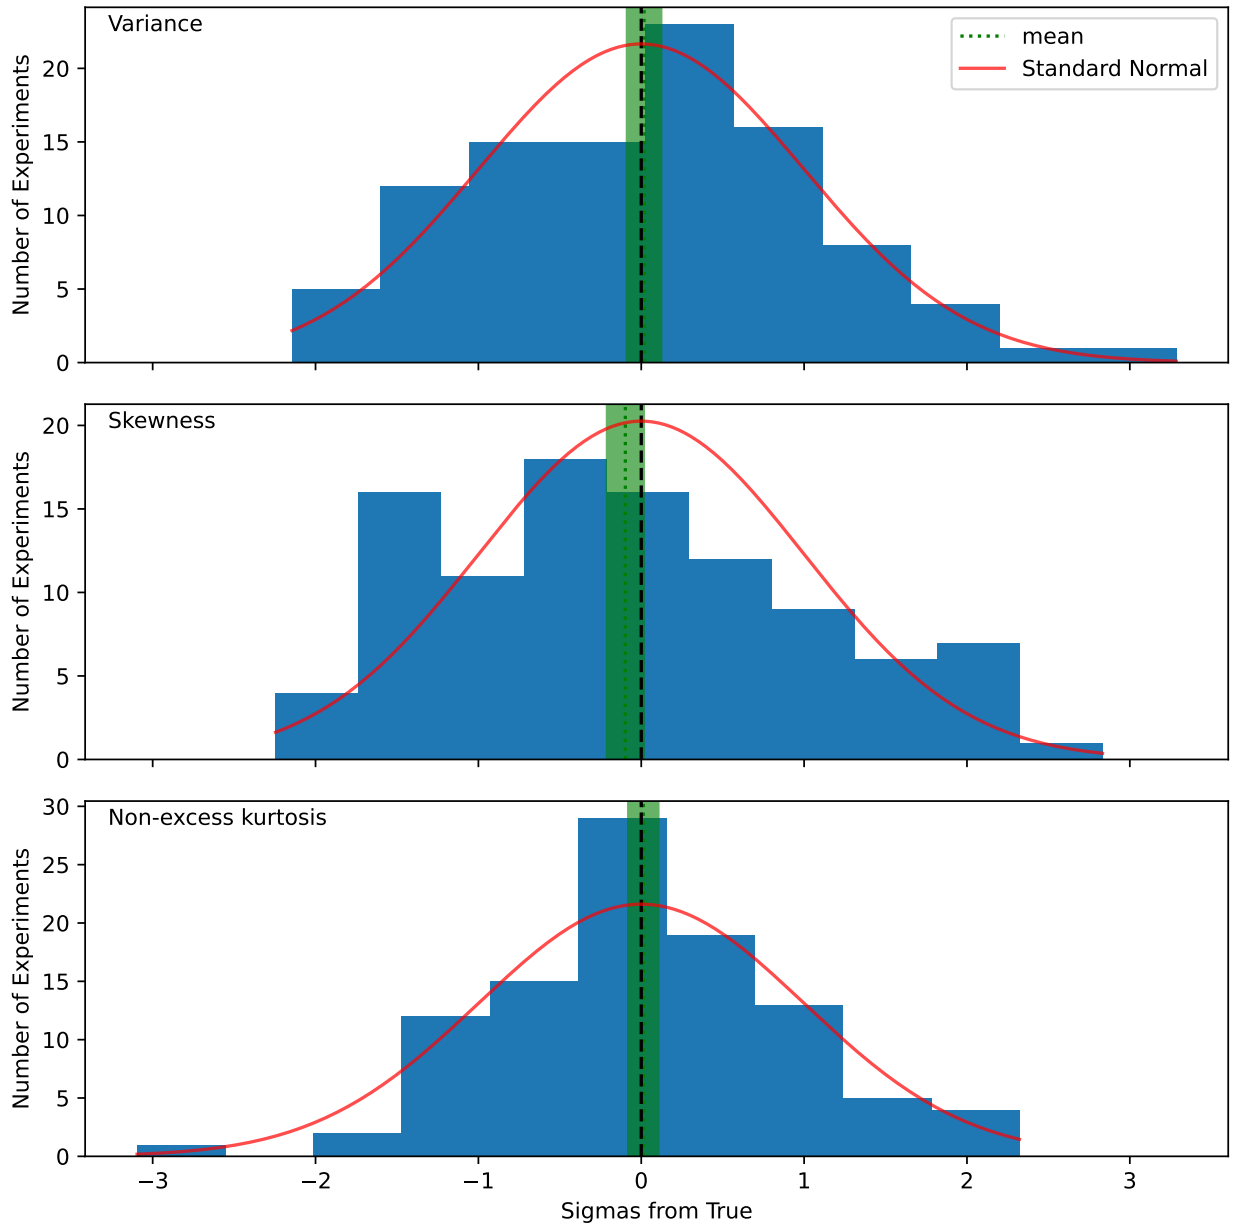 Variance
mean
Standard Normal
Number of Experiments
20
15
10
5
0
Skewness
Number of Experiments
20
15
10
5
0
Non-excess kurtosis
Number of Experiments
30
25
20
15
10
5
0
−3 −2 −1 0 1 2 3
Sigmas from True